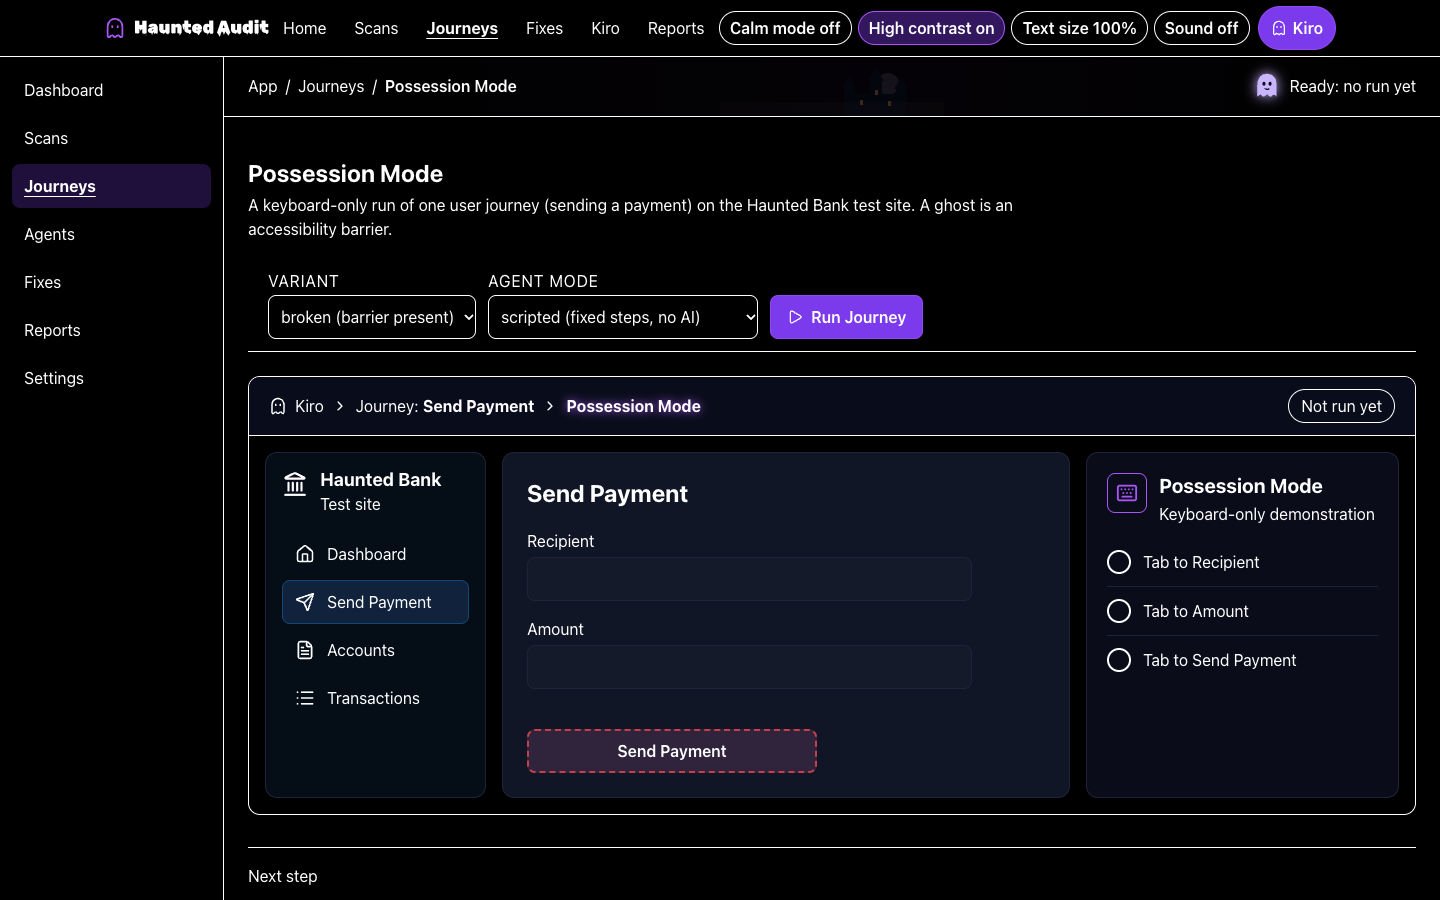 Haunted Audit
Home
Scans
Journeys
Fixes
Kiro
Reports
Calm mode off
High contrast on
Text size 100%
Sound off
Kiro
Dashboard
Scans
Journeys
Agents
Fixes
Reports
Settings
App / Journeys / Possession Mode
Ready: no run yet
Possession Mode
A keyboard-only run of one user journey (sending a payment) on the Haunted Bank test site. A ghost is an
accessibility barrier.
VARIANT
broken (barrier present)
AGENT MODE
scripted (fixed steps, no AI)
Run Journey
Kiro > Journey: Send Payment > Possession Mode
Not run yet
Haunted Bank
Test site
Dashboard
Send Payment
Accounts
Transactions
Send Payment
Recipient
Amount
Send Payment
Possession Mode
Keyboard-only demonstration
Tab to Recipient
Tab to Amount
Tab to Send Payment
Next step